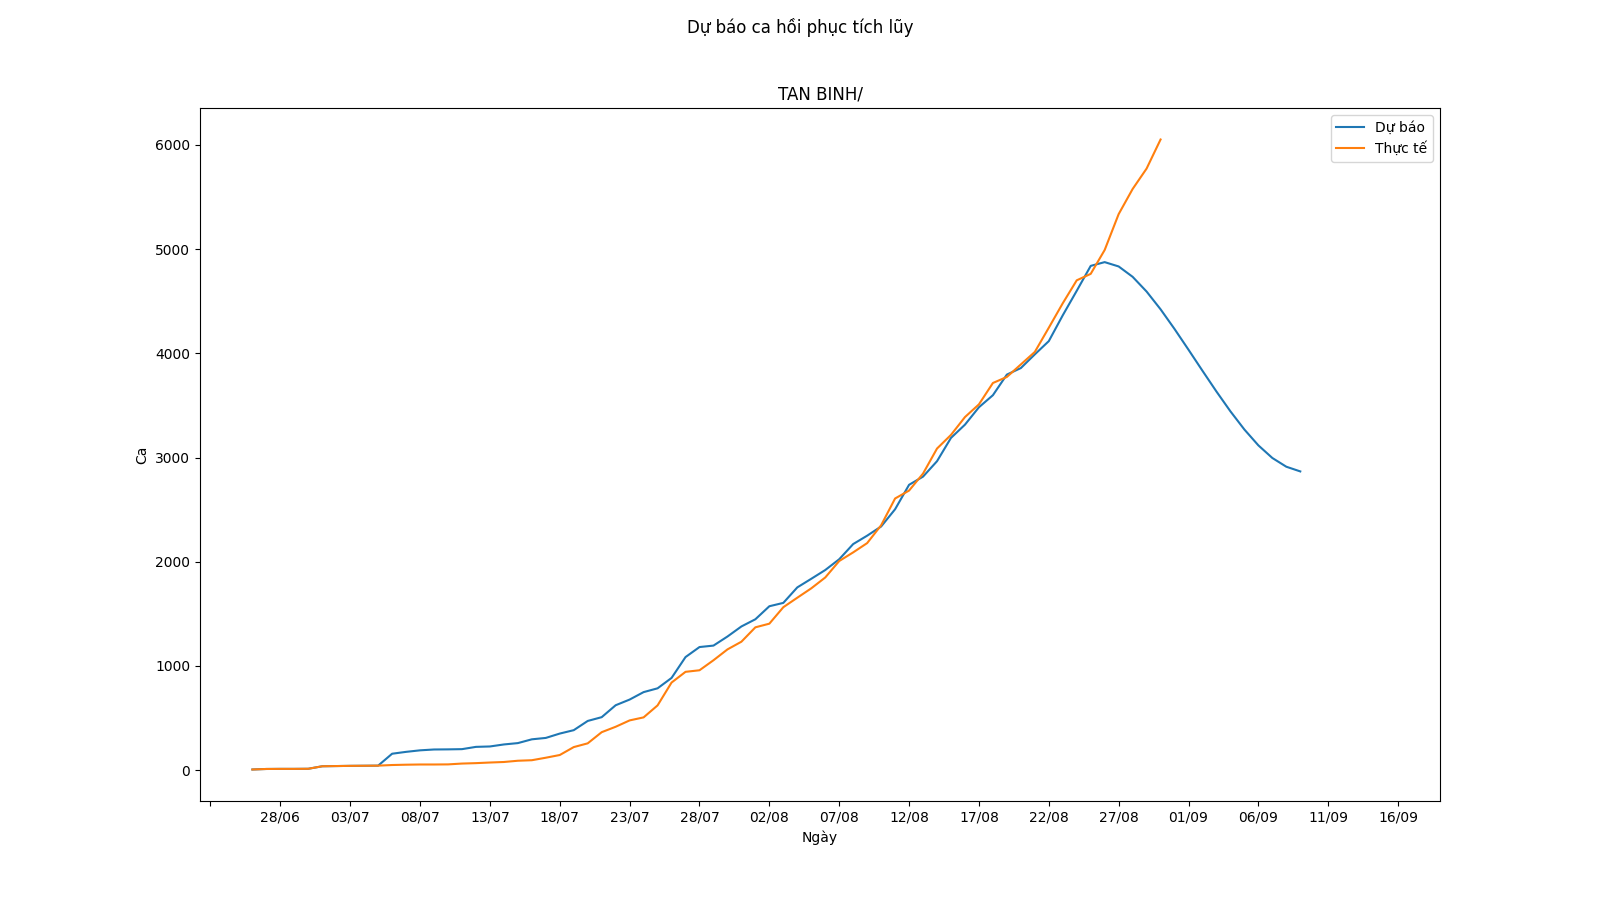 Dự báo ca hồi phục tích lũy
TAN BINH/
Dự báo
Thực tế
6000
5000
4000
3000
2000
1000
0
Ca
28/06 03/07 08/07 13/07 18/07 23/07 28/07 02/08 07/08 12/08 17/08 22/08 27/08 01/09 06/09 11/09 16/09
Ngày